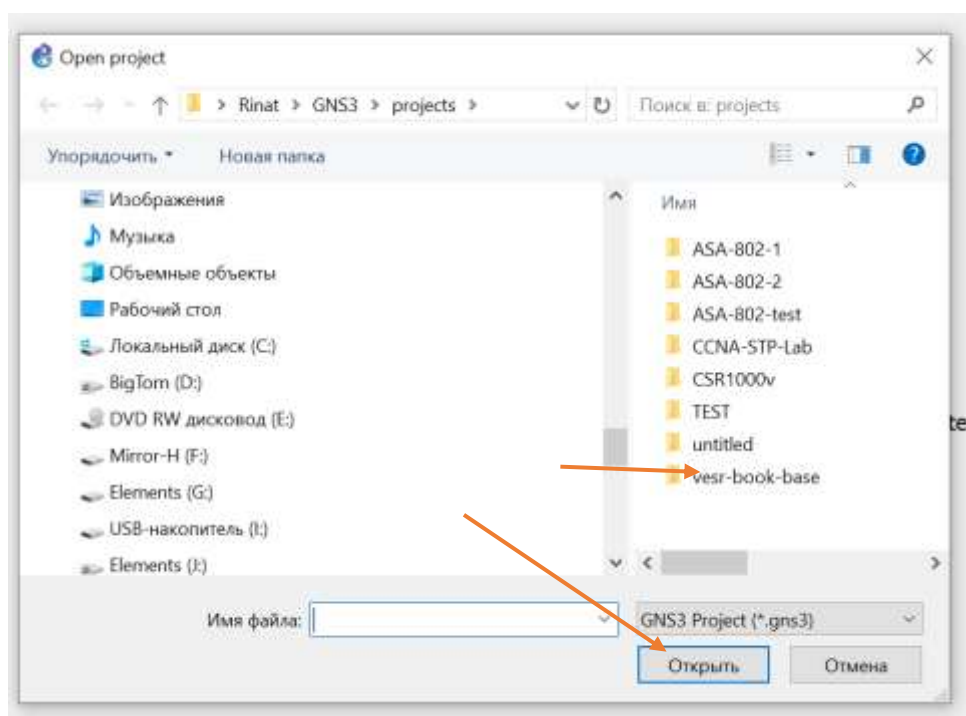 Open project
Rinat > GNS3 > projects >
Поиск в: projects
Упорядочить
Новая папка
Изображения
Музыка
Объемные объекты
Рабочий стол
Локальный диск (C:)
BigTom (D:)
DVD RW дисковод (E:)
Mirror-H (F:)
Elements (G:)
USB-накопитель (I:)
Elements (J:)
Имя
ASA-802-1
ASA-802-2
ASA-802-test
CCNA-STP-Lab
CSR1000v
TEST
untitled
vesr-book-base
te
Имя файла:
GNS3 Project (*.gns3)
Открыть
Отмена